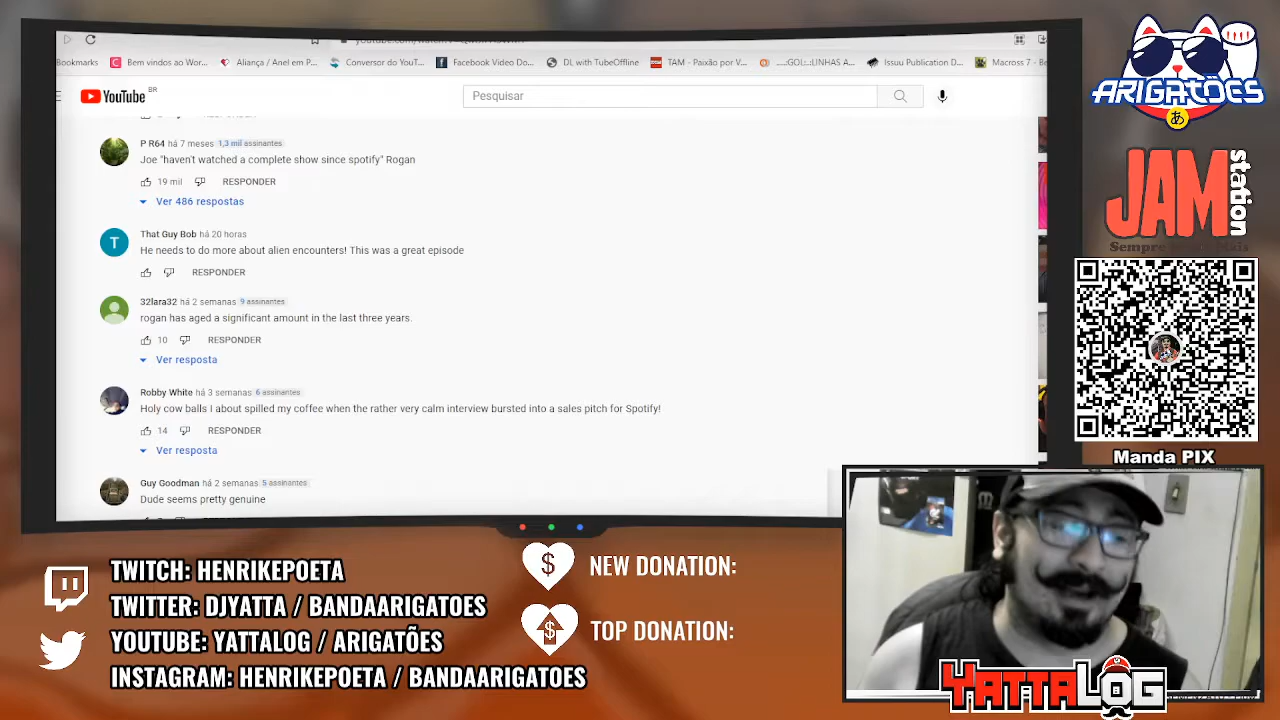 Bookmarks
Bem vindos ao Wor...
Aliança / Anel em P...
Conversor do YouT...
Facebook Video Do...
DL with TubeOffline
TAM - Paixão por V...
.::GOL::.LINHAS A...
Issuu Publication D...
Macross 7 - Be
YouTube BR
Pesquisar
P R64 há 7 meses 1,3 mil assinantes
Joe "haven't watched a complete show since spotify" Rogan
19 mil RESPONDER
Ver 486 respostas
T
That Guy Bob há 20 horas
He needs to do more about alien encounters! This was a great episode
RESPONDER
32lara32 há 2 semanas 9 assinantes
rogan has aged a significant amount in the last three years.
10 RESPONDER
Ver resposta
Robby White há 3 semanas 6 assinantes
Holy cow balls I about spilled my coffee when the rather very calm interview bursted into a sales pitch for Spotify!
14 RESPONDER
Ver resposta
Guy Goodman há 2 semanas 5 assinantes
Dude seems pretty genuine
ARIGATÕES
あ
JAM
station
Manda PIX
TWITCH: HENRIKEPOETA
TWITTER: DJYATTA / BANDAARIGATOES
YOUTUBE: YATTALOG / ARIGATÕES
INSTAGRAM: HENRIKEPOETA / BANDAARIGATOES
$ NEW DONATION:
$ TOP DONATION:
YATTALOG